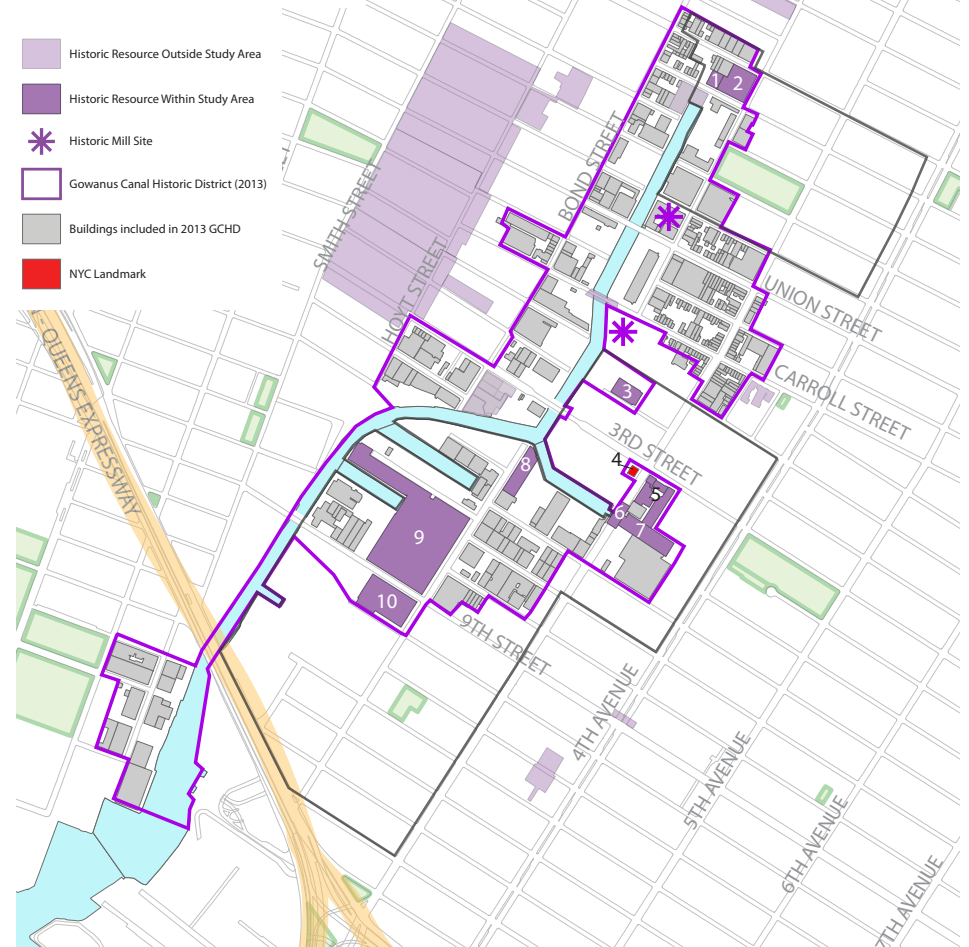 Historic Resource Outside Study Area
Historic Resource Within Study Area
Historic Mill Site
Gowanus Canal Historic District (2013)
Buildings included in 2013 GCHD
NYC Landmark
1
2
BOND STREET
SMITH STREET
HOYT STREET
UNION STREET
CARROLL STREET
QUEENS EXPRESSWAY
3
3RD STREET
4
5
6
7
8
9
10
9TH STREET
4TH AVENUE
5TH AVENUE
6TH AVENUE
7TH AVENUE